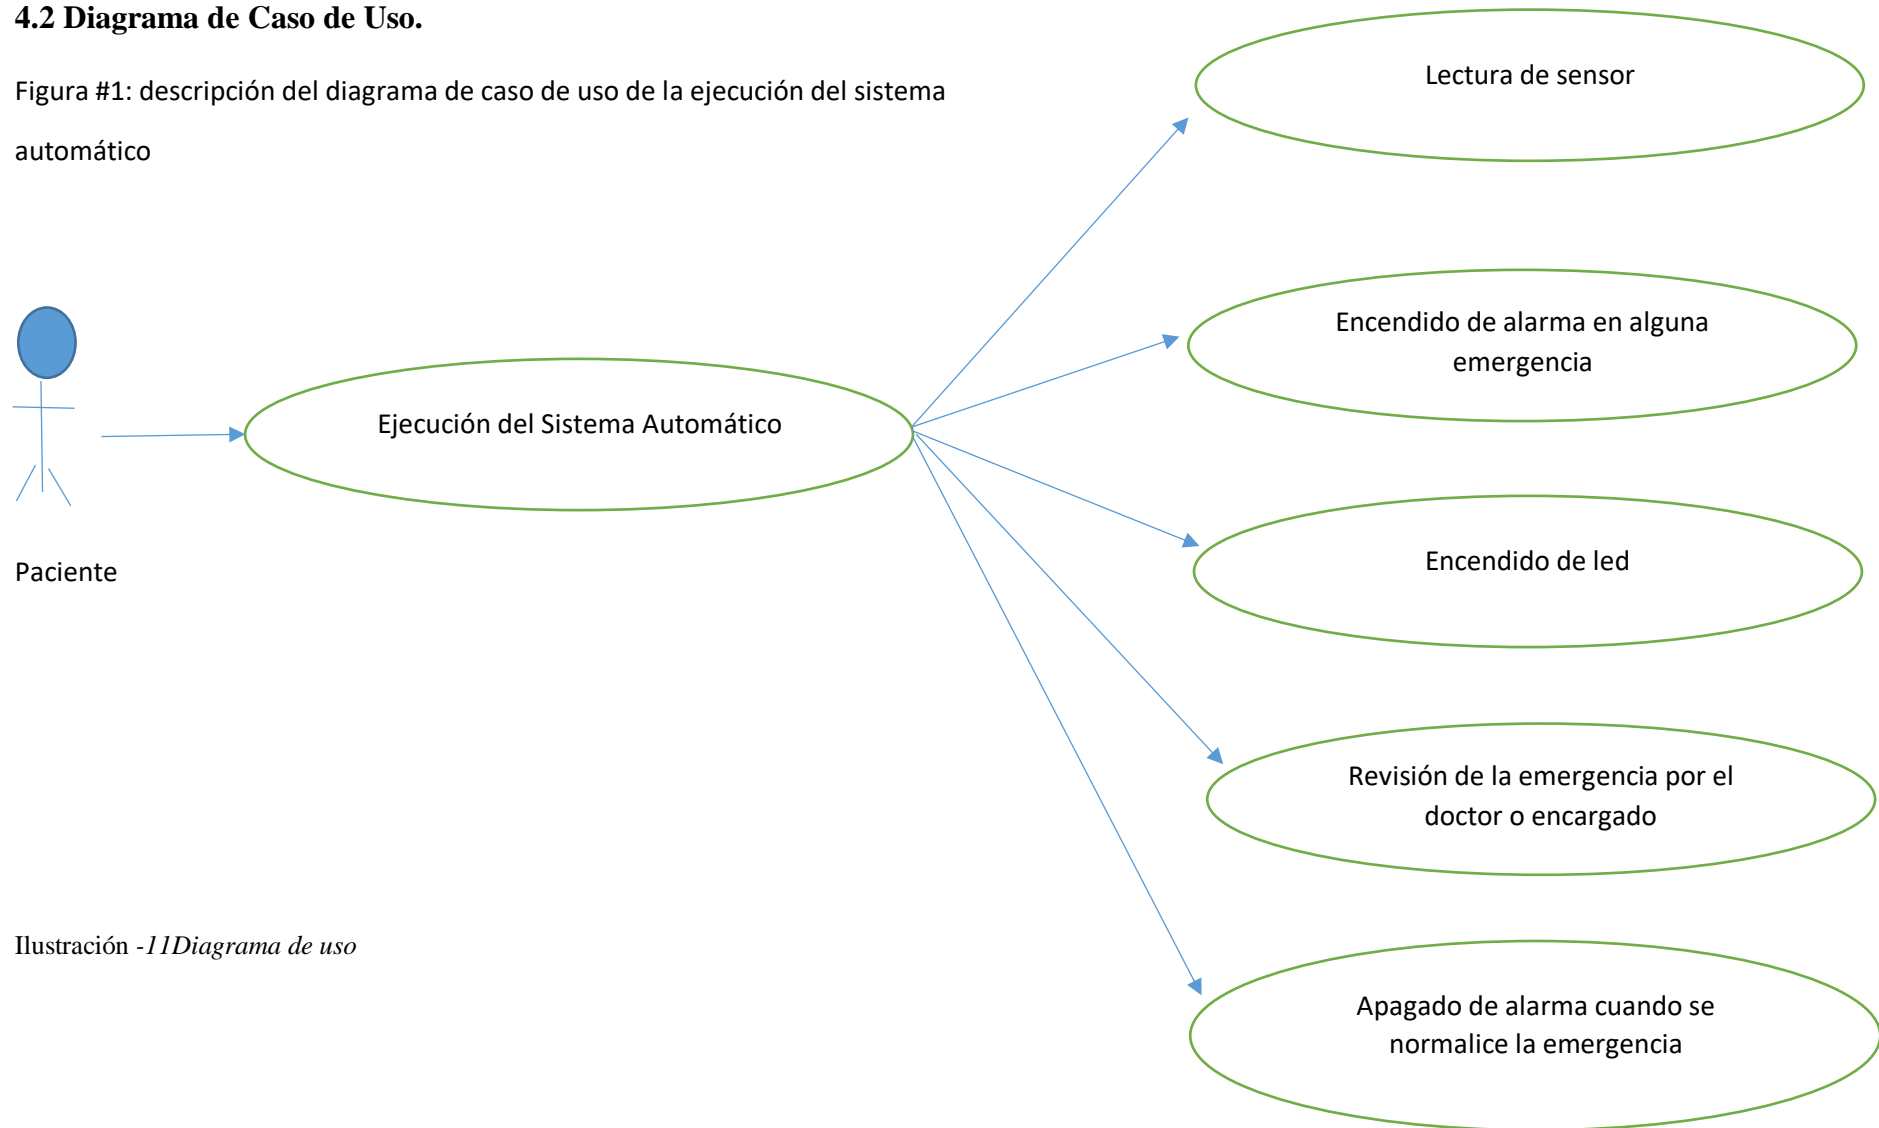 4.2 Diagrama de Caso de Uso.
Figura #1: descripción del diagrama de caso de uso de la ejecución del sistema
automático
Lectura de sensor
Encendido de alarma en alguna
emergencia
Ejecución del Sistema Automático
Encendido de led
Paciente
Revisión de la emergencia por el
doctor o encargado
Ilustración -11Diagrama de uso
Apagado de alarma cuando se
normalice la emergencia